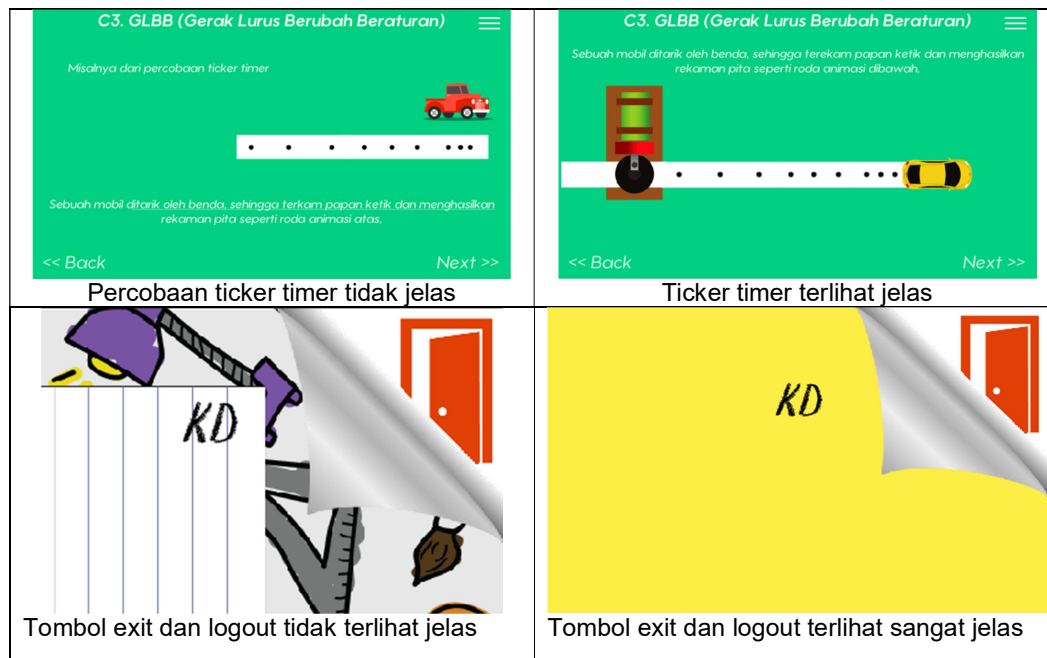 C3. GLBB (Gerak Lurus Berubah Beraturan)
Misalnya dari percobaan ticker timer
Sebuah mobil ditarik oleh benda, sehingga terkam papan ketik dan menghasilkan
rekaman pita seperti roda animasi atas.
<< Back
Next >>
Percobaan ticker timer tidak jelas
C3. GLBB (Gerak Lurus Berubah Beraturan)
Sebuah mobil ditarik oleh benda, sehingga terekam papan ketik dan menghasilkan
rekaman pita seperti roda animasi dibawah.
<< Back
Next >>
Ticker timer terlihat jelas
KD
Tombol exit dan logout tidak terlihat jelas
KD
Tombol exit dan logout terlihat sangat jelas